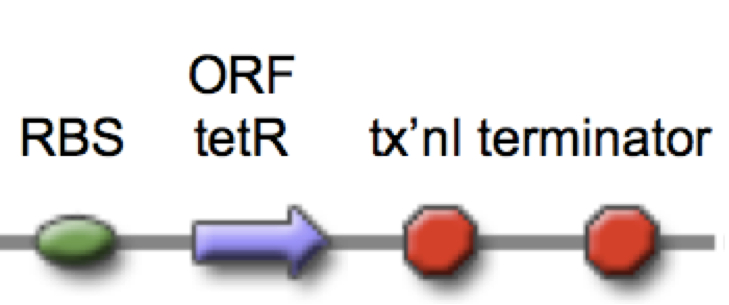 ORF
RBS tetR tx'nl terminator